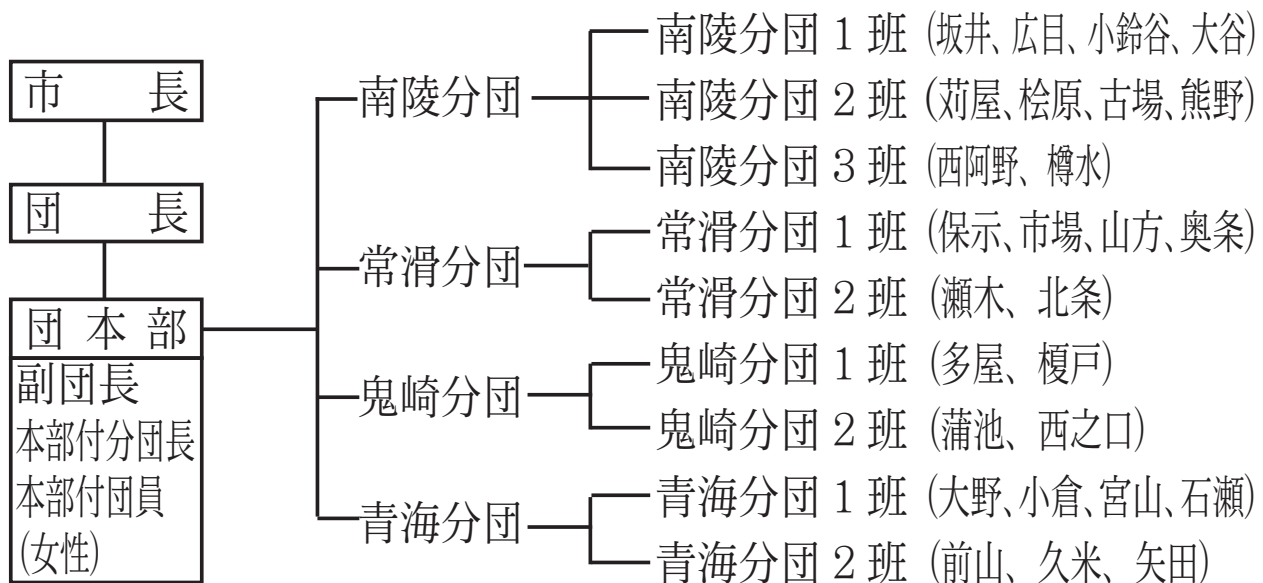 市　長
団　長
団本部
副団長
本部付分団長
本部付団員
(女性)
南陵分団
南陵分団１班 (坂井、広目、小鈴谷、大谷)
南陵分団２班 (苅屋、桧原、古場、熊野)
南陵分団３班 (西阿野、樽水)
常滑分団
常滑分団１班 (保示、市場、山方、奥条)
常滑分団２班 (瀬木、北条)
鬼崎分団
鬼崎分団１班 (多屋、榎戸)
鬼崎分団２班 (蒲池、西之口)
青海分団
青海分団１班 (大野、小倉、宮山、石瀬)
青海分団２班 (前山、久米、矢田)